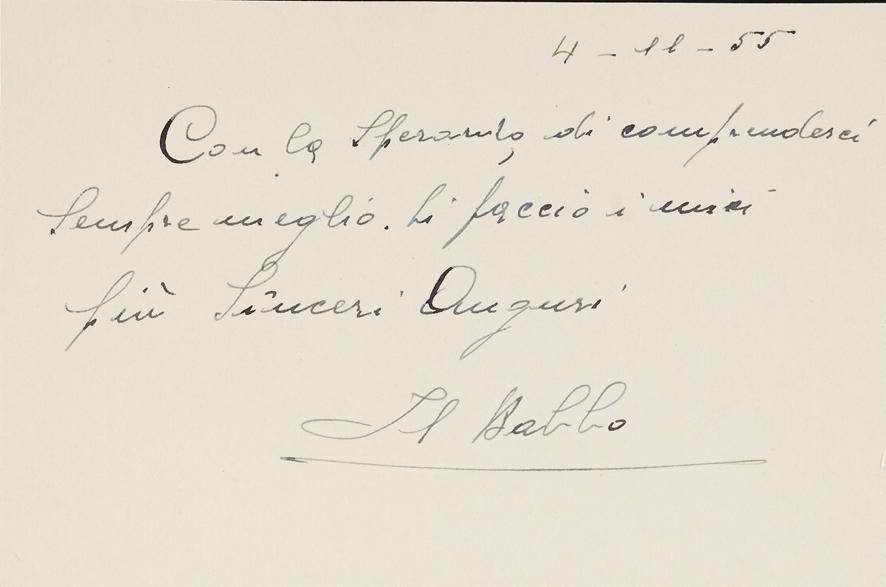 4 - 11 - 55
Con la Speranza di comprenderci
Sempre meglio. ti faccio i miei
più Sinceri Auguri
Il Babbo